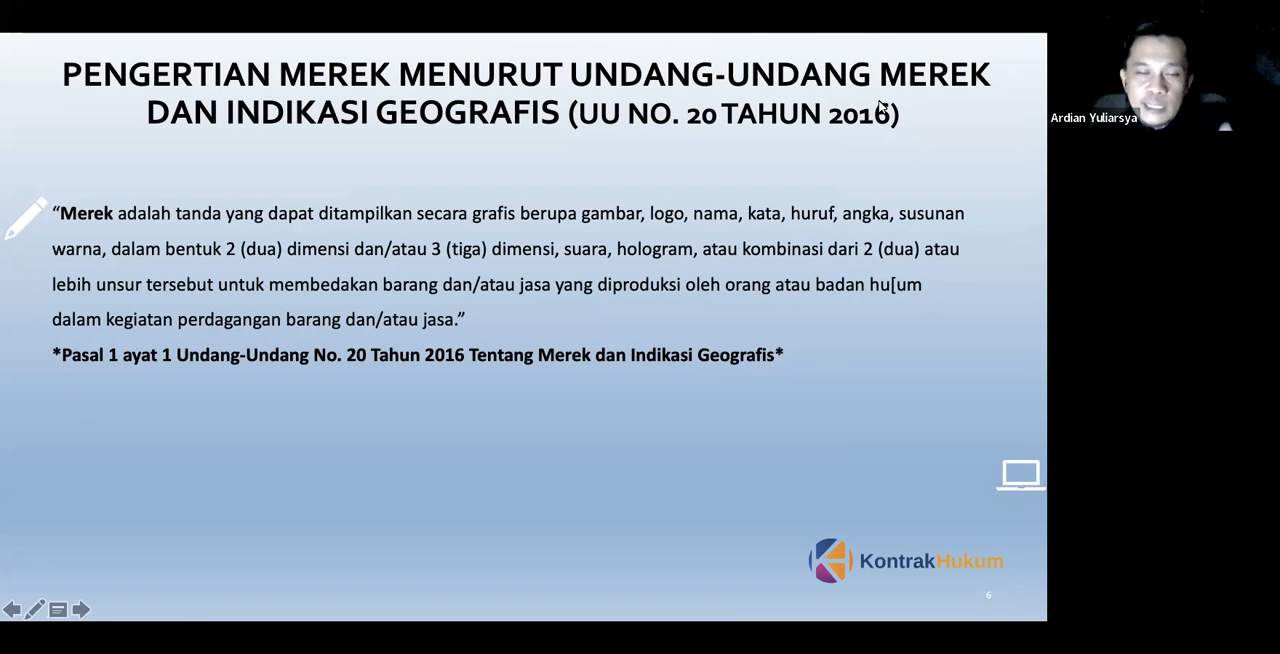 PENGERTIAN MEREK MENURUT UNDANG-UNDANG MEREK
DAN INDIKASI GEOGRAFIS (UU NO. 20 TAHUN 2016)
“Merek adalah tanda yang dapat ditampilkan secara grafis berupa gambar, logo, nama, kata, huruf, angka, susunan
warna, dalam bentuk 2 (dua) dimensi dan/atau 3 (tiga) dimensi, suara, hologram, atau kombinasi dari 2 (dua) atau
lebih unsur tersebut untuk membedakan barang dan/atau jasa yang diproduksi oleh orang atau badan hu[um
dalam kegiatan perdagangan barang dan/atau jasa.”
*Pasal 1 ayat 1 Undang-Undang No. 20 Tahun 2016 Tentang Merek dan Indikasi Geografis*
KontrakHukum
6
Ardian Yuliarsya